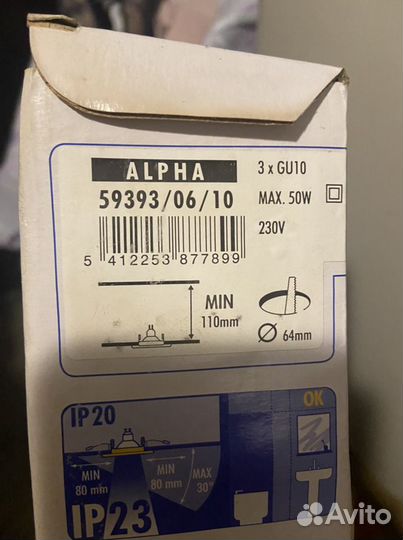 ALPHA
59393/06/10
3 x GU10
MAX. 50W
230V
5 412253 877899
MIN
110mm
Ø 64mm
IP20
OK
MIN
80 mm
MIN
80 mm
MAX
30°
IP23
Avito